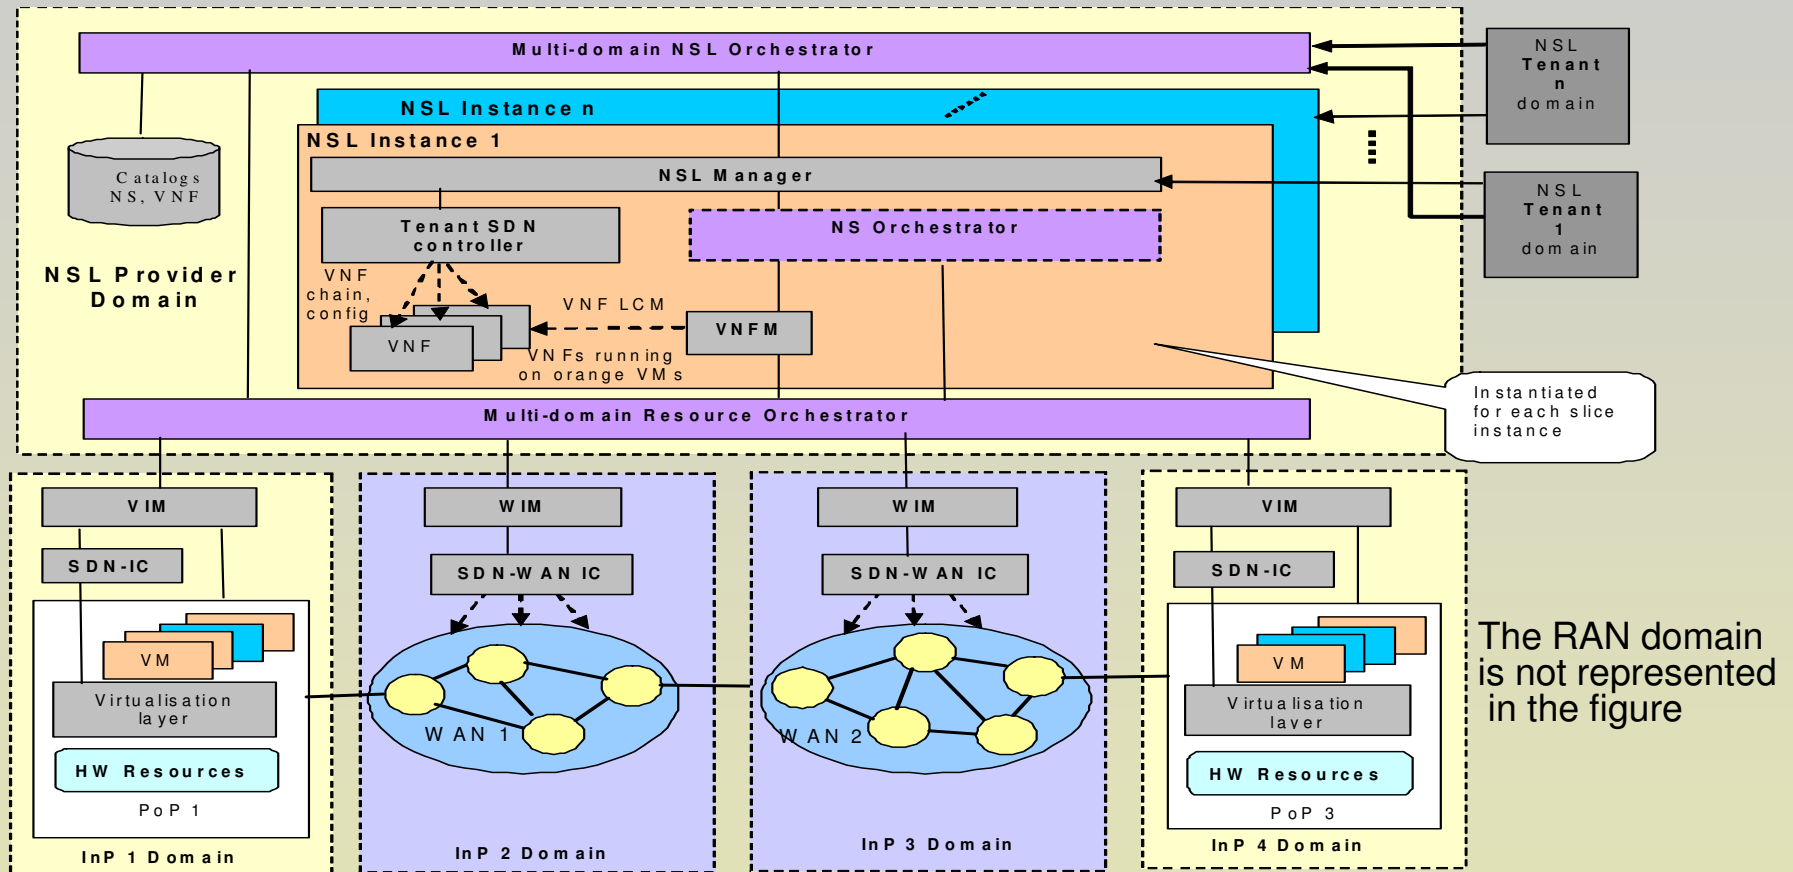 Multi-domain NSL Orchestrator
NSL
Tenant
n
domain
NSL Instance n
NSL Instance 1
Catalogs
NS, VNF
NSL Manager
NSL
Tenant
1
domain
Tenant SDN
controller
NS Orchestrator
NSL Provider
Domain
VNF
chain,
config
VNF LCM
VNFM
VNF
VNFs running
on orange VMs
Instantiated
for each slice
instance
Multi-domain Resource Orchestrator
VIM
SDN-IC
VM
Virtualisation
layer
HW Resources
PoP 1
InP 1 Domain
WIM
SDN-WAN IC
WAN 1
InP 2 Domain
WIM
SDN-WAN IC
WAN 2
InP 3 Domain
VIM
SDN-IC
VM
Virtualisation
layer
HW Resources
PoP 3
InP 4 Domain
The RAN domain
is not represented
in the figure